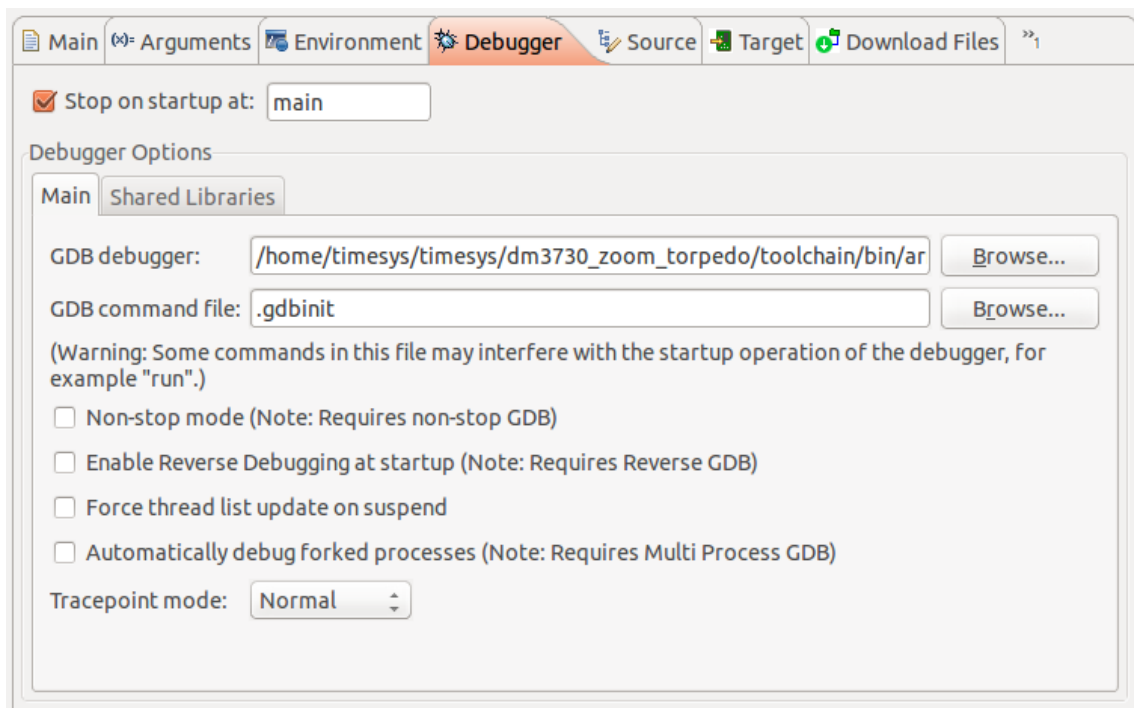 Main (x)= Arguments Environment Debugger Source Target Download Files »1
Stop on startup at: main
Debugger Options
Main Shared Libraries
GDB debugger: /home/timesys/timesys/dm3730_zoom_torpedo/toolchain/bin/ar Browse...
GDB command file: .gdbinit Browse...
(Warning: Some commands in this file may interfere with the startup operation of the debugger, for
example "run".)
Non-stop mode (Note: Requires non-stop GDB)
Enable Reverse Debugging at startup (Note: Requires Reverse GDB)
Force thread list update on suspend
Automatically debug forked processes (Note: Requires Multi Process GDB)
Tracepoint mode: Normal